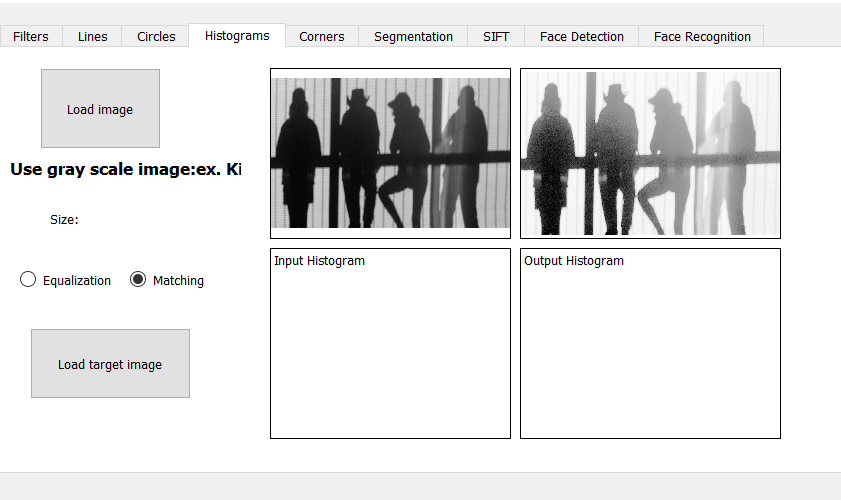 Filters Lines Circles Histograms Corners Segmentation SIFT Face Detection Face Recognition
Load image
Use gray scale image:ex. Ki
Size:
Equalization Matching
Load target image
Input Histogram
Output Histogram